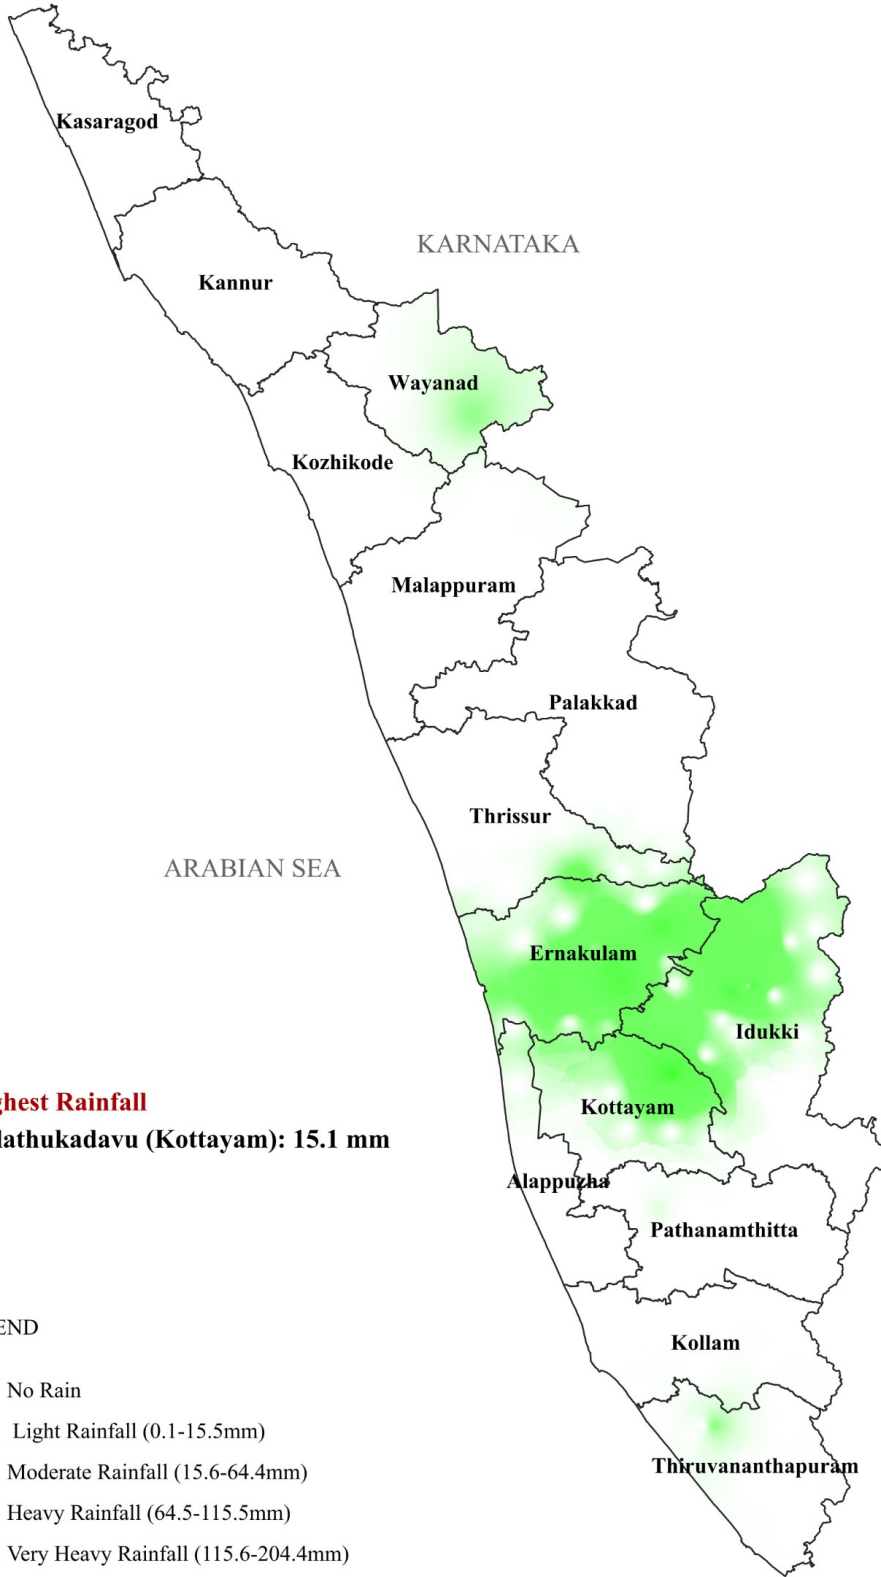 Kasaragod
KARNATAKA
Kannur
Wayanad
Kozhikode
Malappuram
Palakkad
Thrissur
ARABIAN SEA
Ernakulam
Idukki
ghest Rainfall
Kottayam
lathukadavu (Kottayam): 15.1 mm
Alappuzha
Pathanamthitta
END
Kollam
No Rain
Light Rainfall (0.1-15.5mm)
Thiruvananthapuram
Moderate Rainfall (15.6-64.4mm)
Heavy Rainfall (64.5-115.5mm)
Very Heavy Rainfall (115.6-204.4mm)